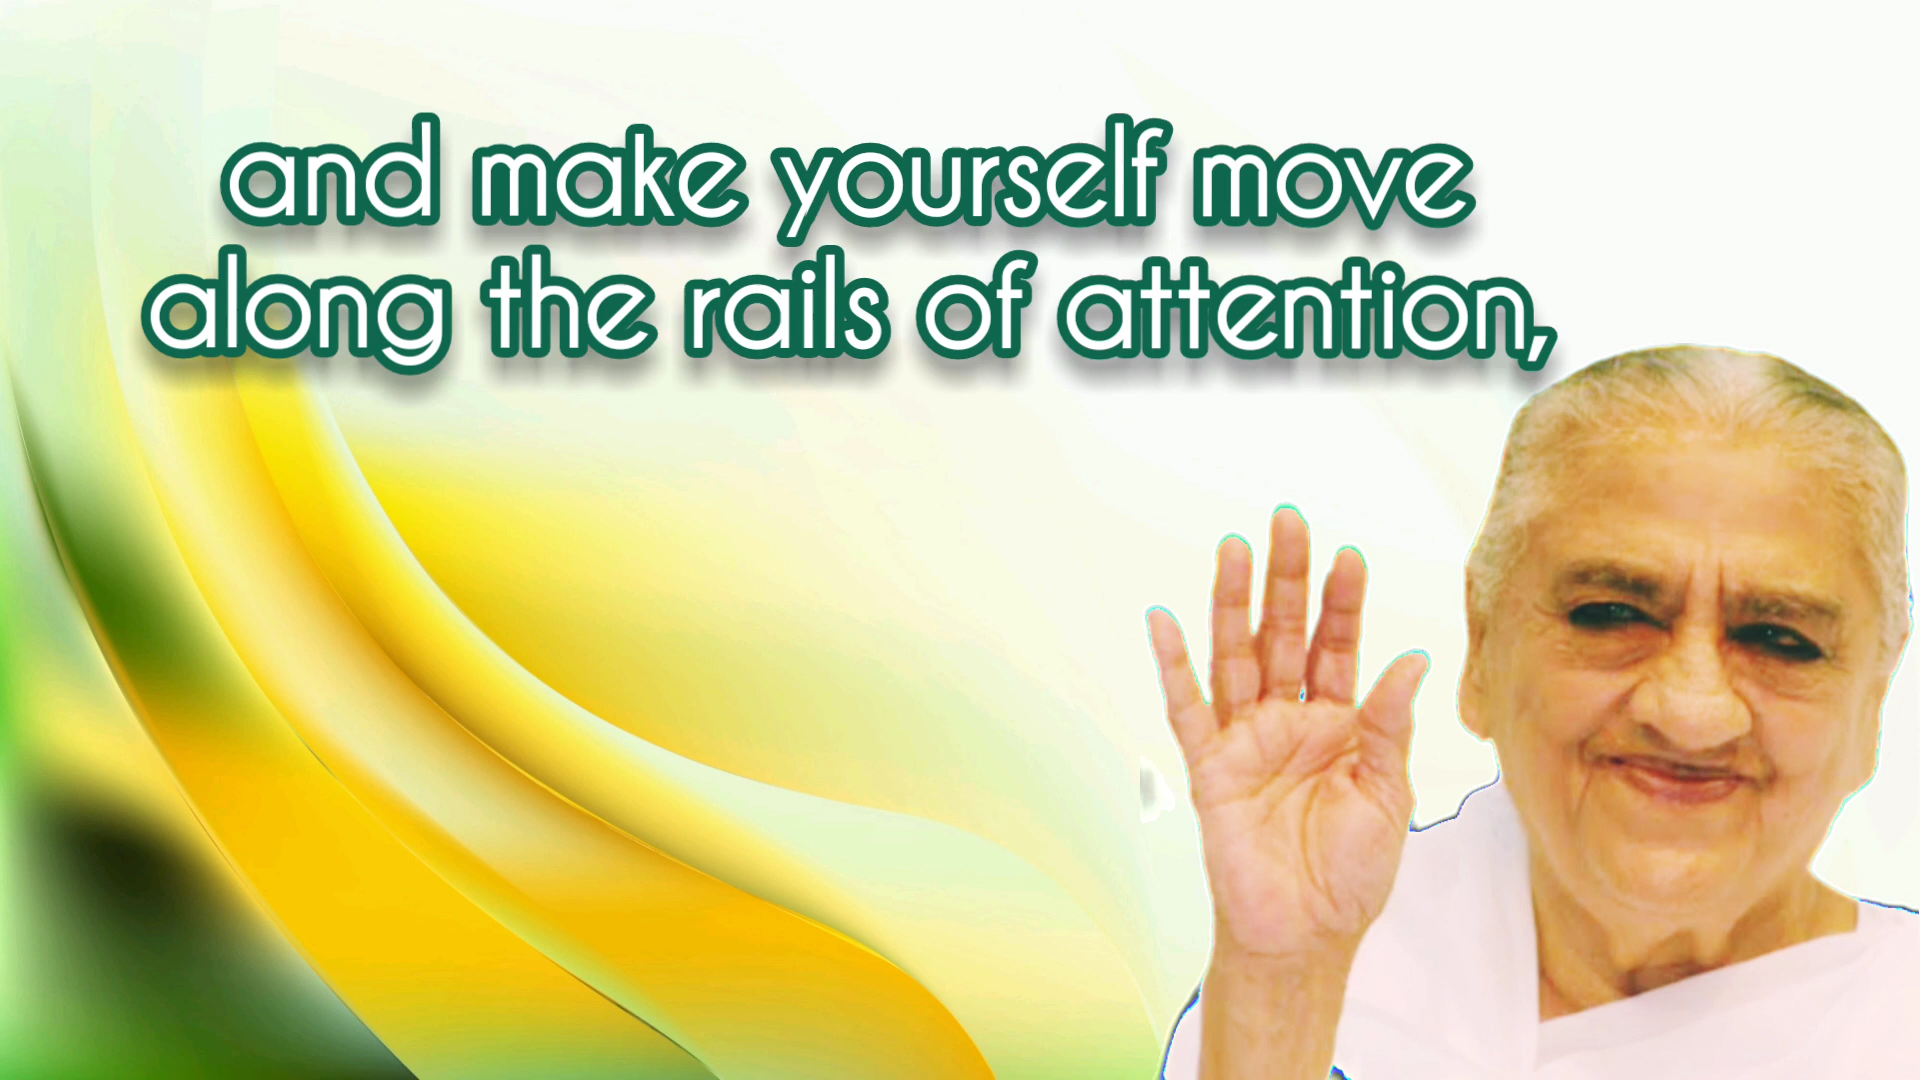 and make yourself move
along the rails of attention,